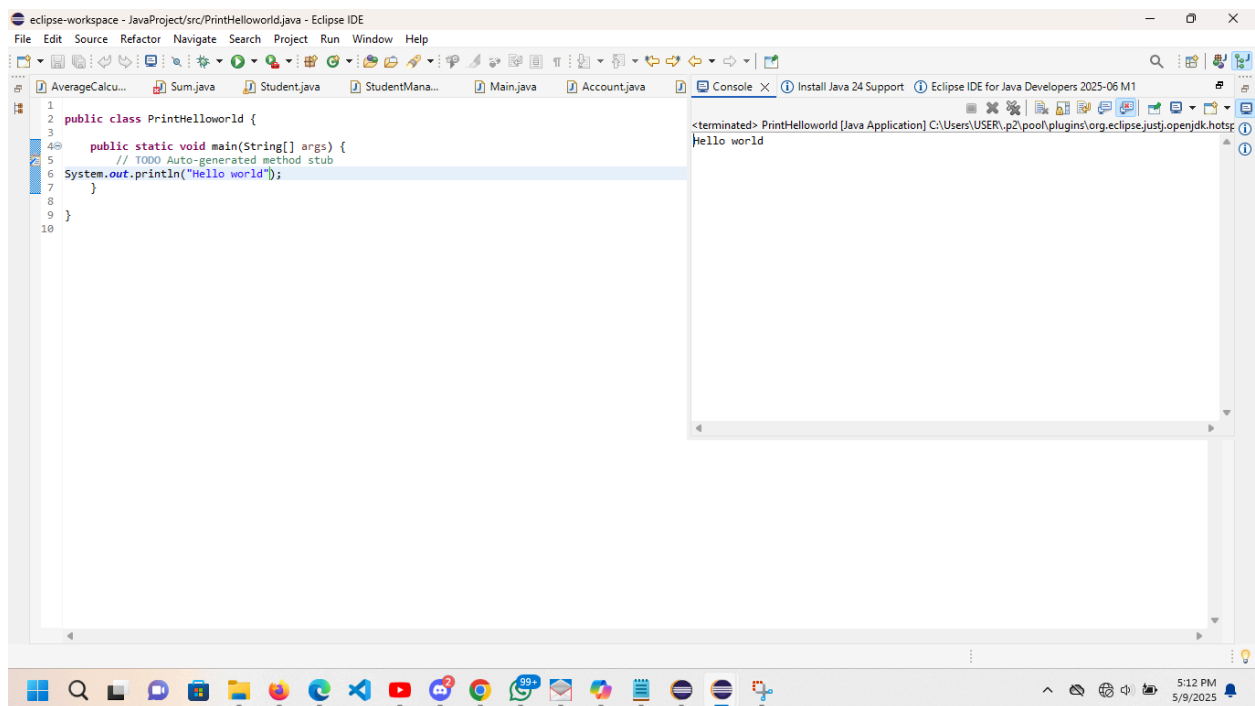 eclipse-workspace - JavaProject/src/PrintHelloworld.java - Eclipse IDE
File Edit Source Refactor Navigate Search Project Run Window Help
AverageCalcu... Sum.java Student.java StudentMana... Main.java Account.java Console Install Java 24 Support Eclipse IDE for Java Developers 2025-06 M1
<terminated> PrintHelloworld [Java Application] C:\Users\USER\.p2\pool\plugins\org.eclipse.justj.openjdk.hotsp
Hello world
1
2 public class PrintHelloworld {
3
4 public static void main(String[] args) {
5 // TODO Auto-generated method stub
6 System.out.println("Hello world");
7 }
8
9 }
10
99+
2
5:12 PM
5/9/2025